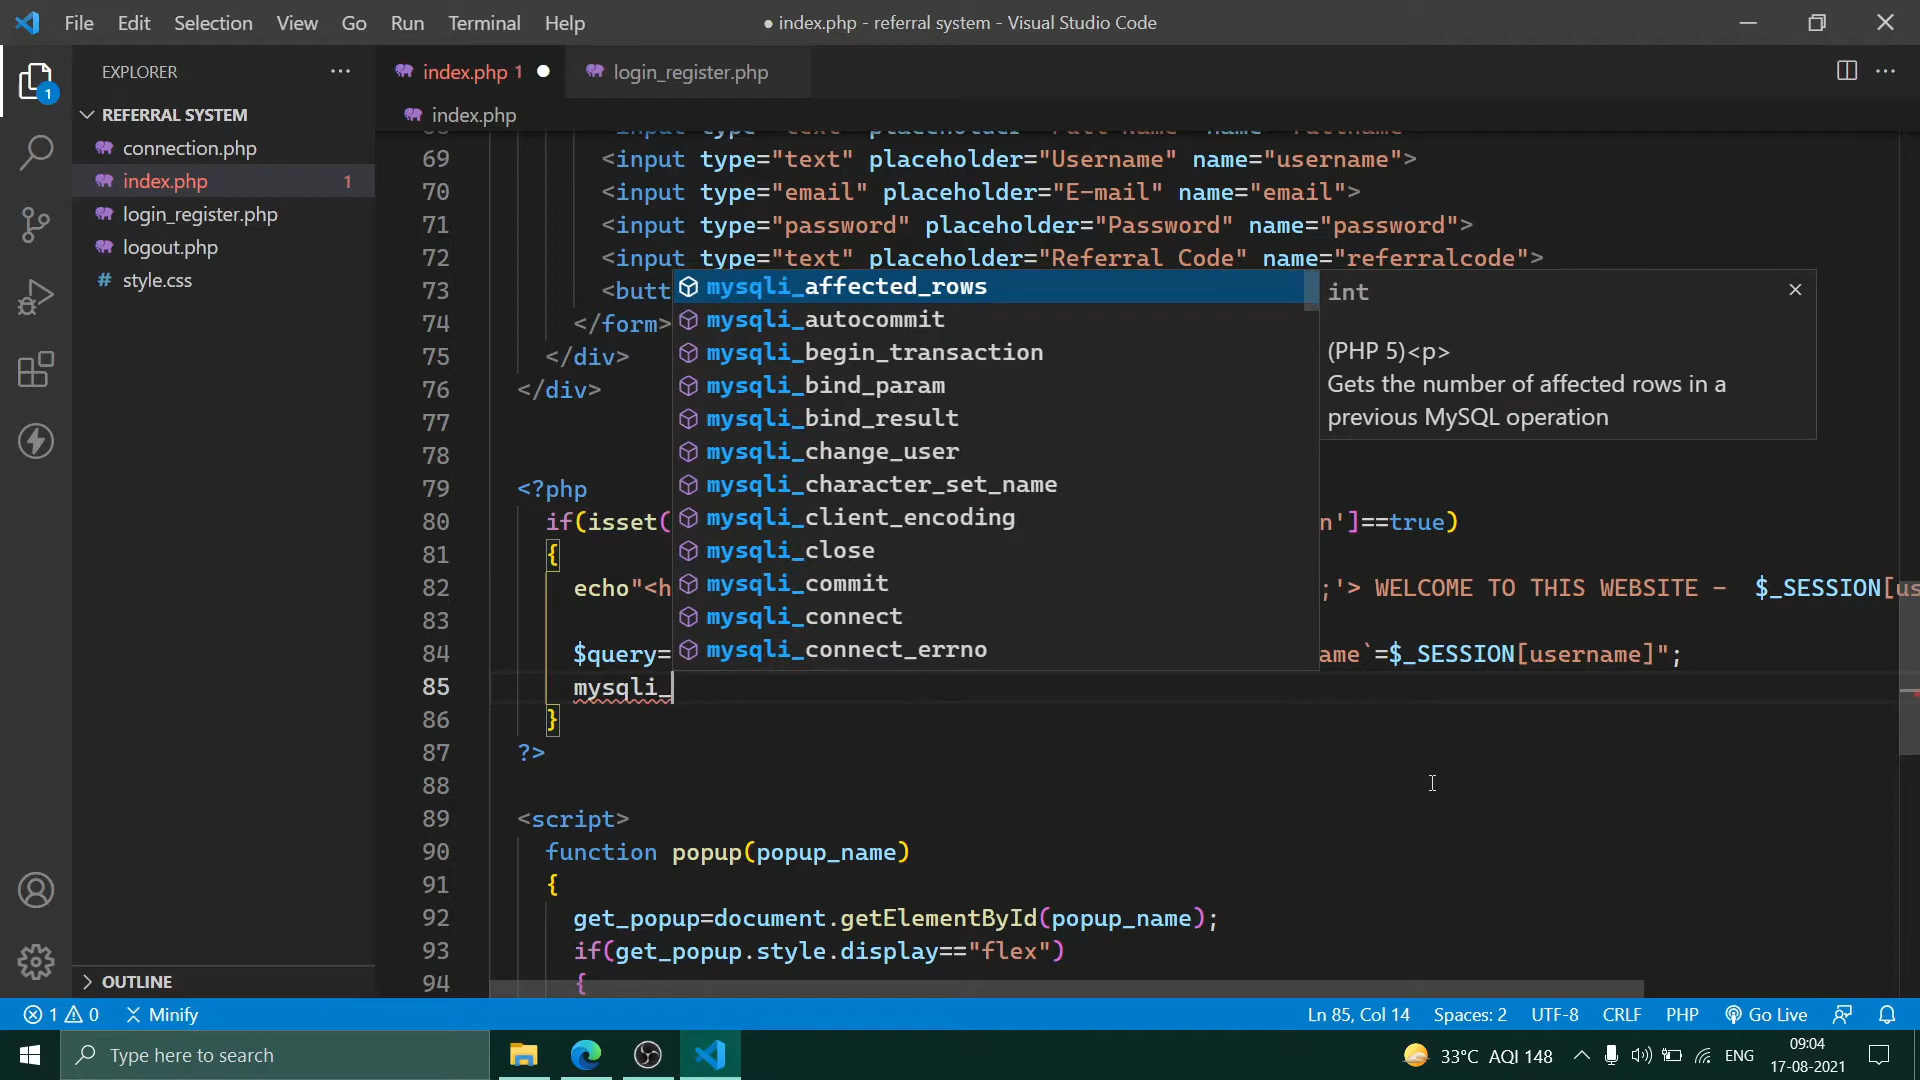 File Edit Selection View Go Run Terminal Help
● index.php - referral system - Visual Studio Code
EXPLORER
index.php 1
login_register.php
1
REFERRAL SYSTEM
index.php
connection.php
index.php 1
login_register.php
logout.php
# style.css
69 <input type="text" placeholder="Username" name="username">
70 <input type="email" placeholder="E-mail" name="email">
71 <input type="password" placeholder="Password" name="password">
72 <input type="text" placeholder="Referral Code" name="referralcode">
73 <butt
74 </form>
75 </div>
76 </div>
77
78
79 <?php
80 if(isset( n']==true)
81 {
82 echo"<h ;'> WELCOME TO THIS WEBSITE - $_SESSION[us
83
84 $query= ame`=$_SESSION[username]";
85 mysqli_
86 }
87 ?>
88
89 <script>
90 function popup(popup_name)
91 {
92 get_popup=document.getElementById(popup_name);
93 if(get_popup.style.display=="flex")
94 {
mysqli_affected_rows
mysqli_autocommit
mysqli_begin_transaction
mysqli_bind_param
mysqli_bind_result
mysqli_change_user
mysqli_character_set_name
mysqli_client_encoding
mysqli_close
mysqli_commit
mysqli_connect
mysqli_connect_errno
int
(PHP 5)<p>
Gets the number of affected rows in a
previous MySQL operation
OUTLINE
1 0 Minify
Ln 85, Col 14 Spaces: 2 UTF-8 CRLF PHP Go Live
Type here to search
33°C AQI 148
ENG
09:04
17-08-2021